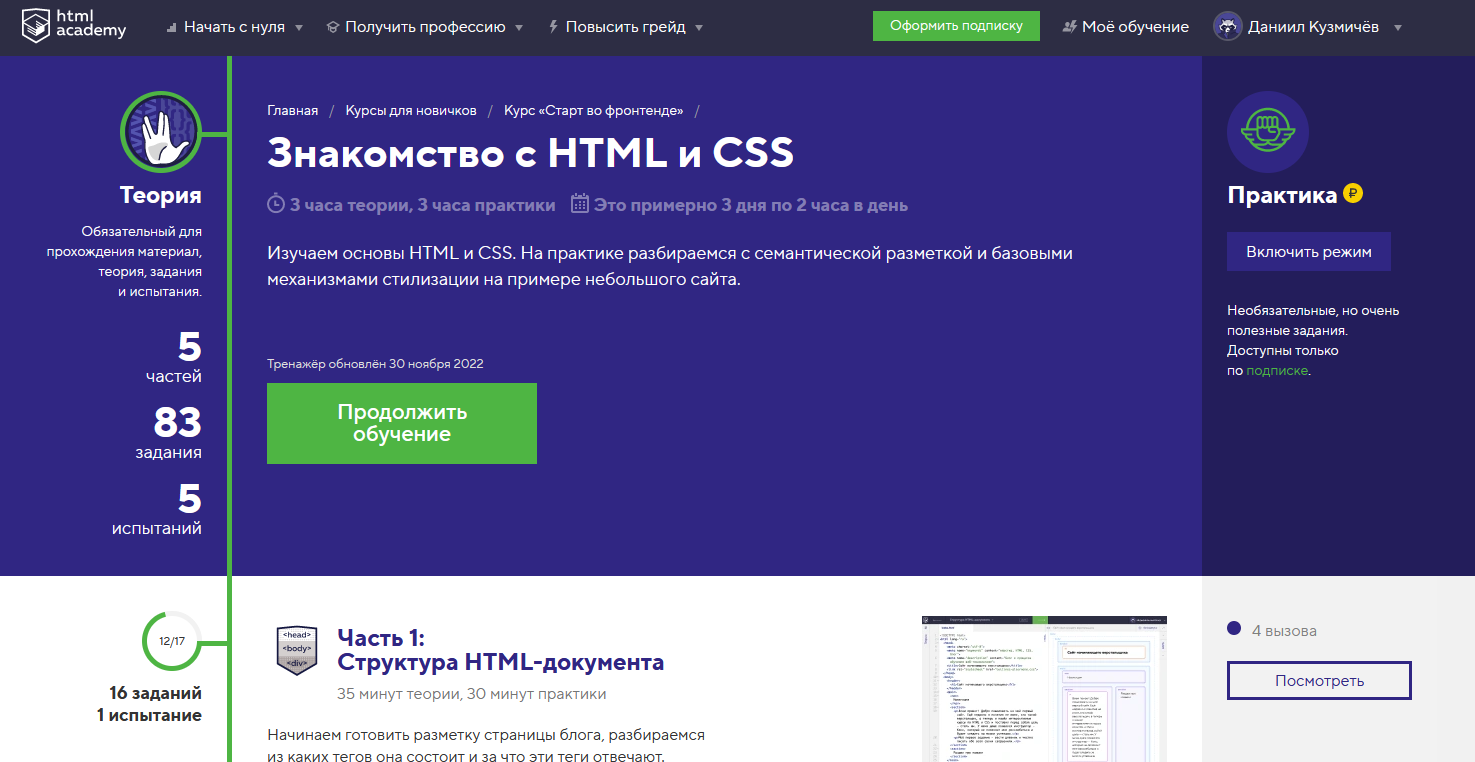 html
academy
Начать с нуля
Получить профессию
Повысить грейд
Оформить подписку
Моё обучение
Даниил Кузмичёв
Теория
Обязательный для
прохождения материал,
теория, задания
и испытания.
5
частей
83
задания
5
испытаний
Главная / Курсы для новичков / Курс «Старт во фронтенде» /
Знакомство с HTML и CSS
3 часа теории, 3 часа практики
Это примерно 3 дня по 2 часа в день
Изучаем основы HTML и CSS. На практике разбираемся с семантической разметкой и базовыми
механизмами стилизации на примере небольшого сайта.
Тренажёр обновлён 30 ноября 2022
Продолжить
обучение
Практика ₽
Включить режим
Необязательные, но очень
полезные задания.
Доступны только
по подписке.
12/17
16 заданий
1 испытание
<head>
<body>
<div>
Часть 1:
Структура HTML-документа
35 минут теории, 30 минут практики
Начинаем готовить разметку страницы блога, разбираемся
из каких тегов она состоит и за что эти теги отвечают.
Сайт начинающего верстальщика
4 вызова
Посмотреть